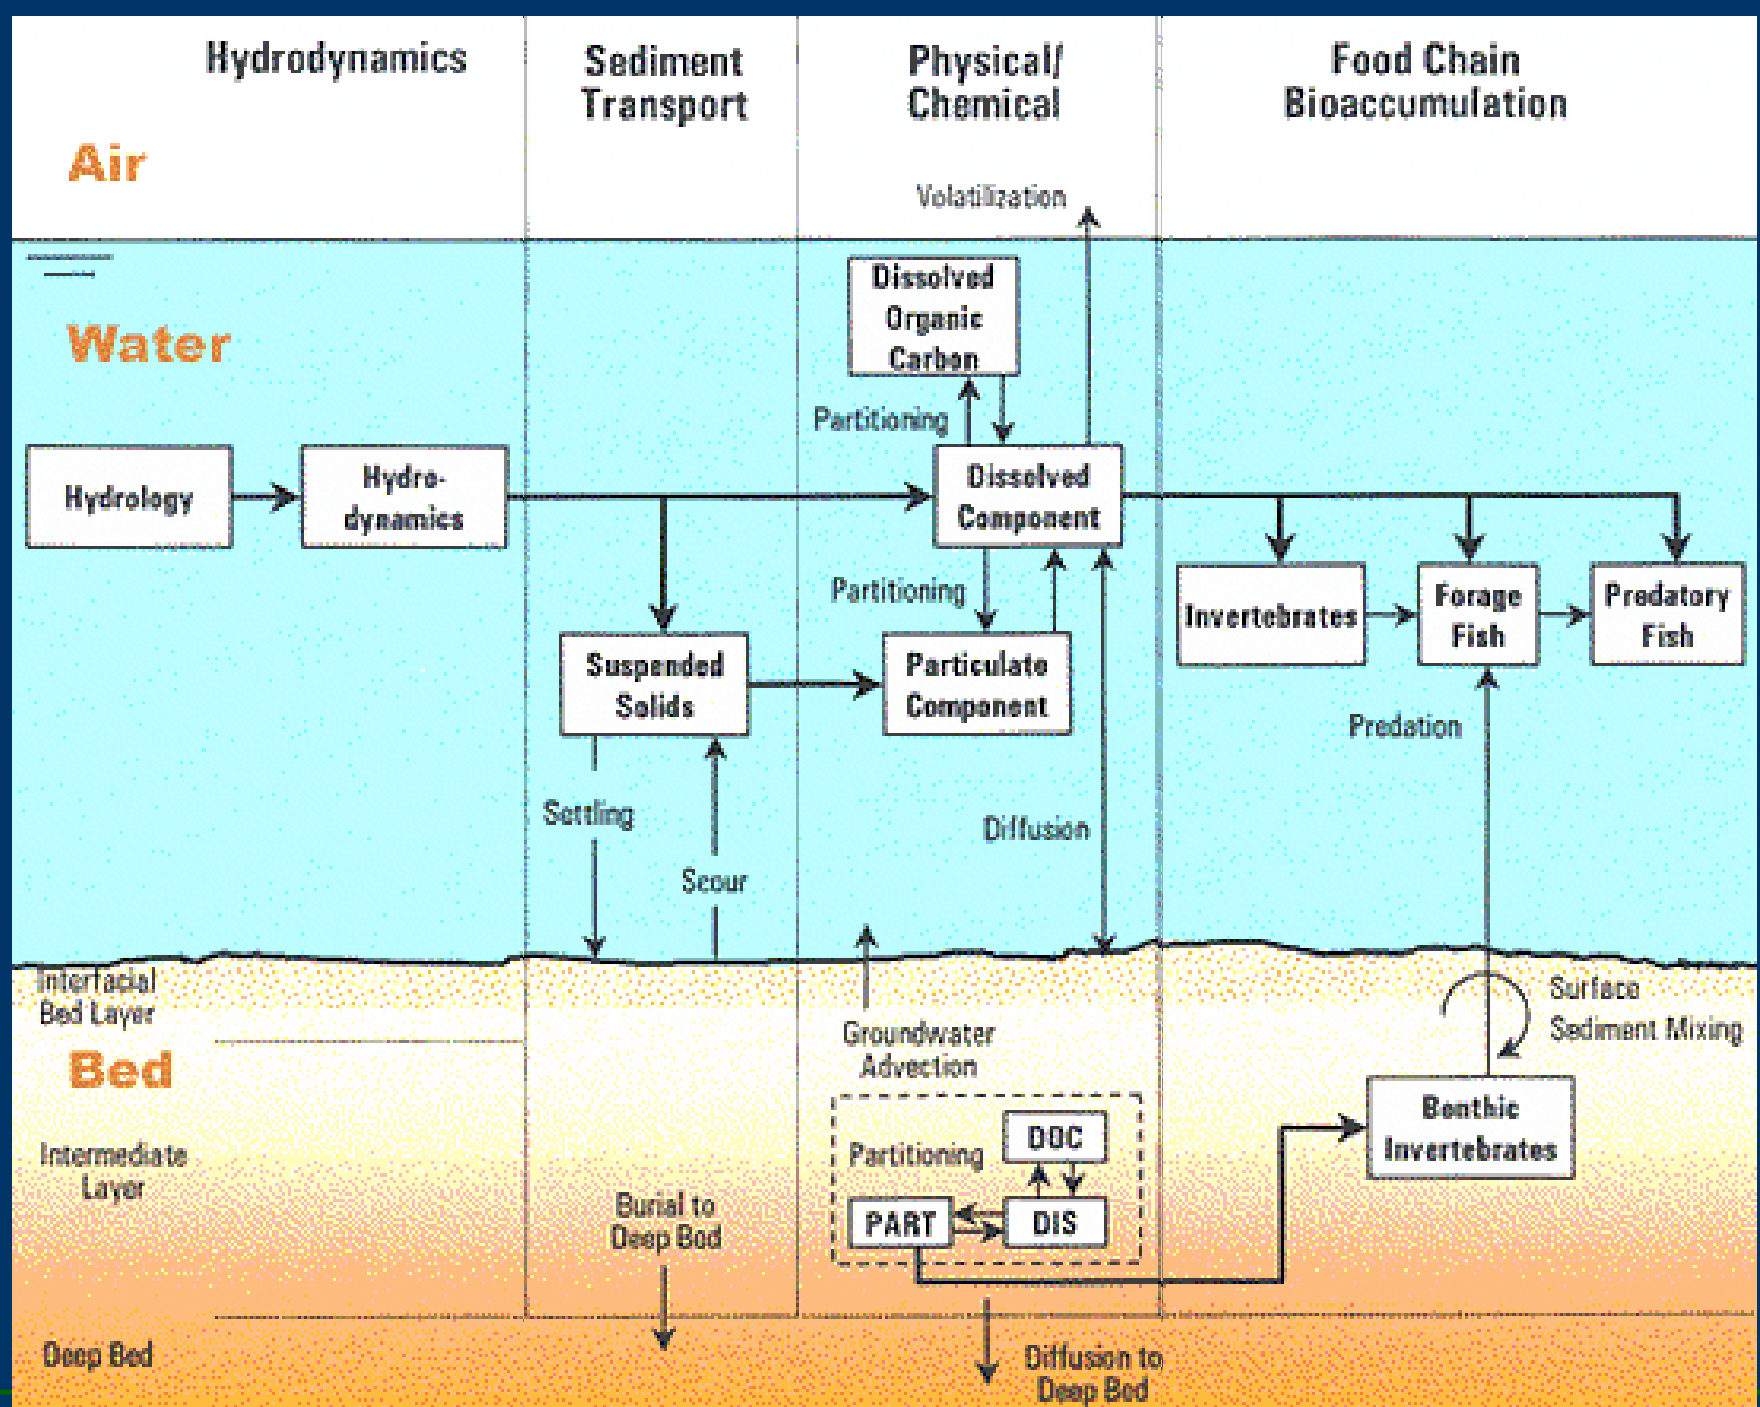 Hydrodynamics
Sediment
Transport
Physical/
Chemical
Food Chain
Bioaccumulation
Air
Volatilization
Water
Dissolved
Organic
Carbon
Partitioning
Hydrology
Hydro-
dynamics
Dissolved
Component
Partitioning
Invertebrates
Forage
Fish
Predatory
Fish
Suspended
Solids
Particulate
Component
Predation
Settling
Diffusion
Scour
Interfacial
Bed Layer
Surface
Sediment Mixing
Groundwater
Advection
Bed
Benthic
Invertebrates
DOC
Partitioning
PART
DIS
Intermediate
Layer
Burial to
Deep Bed
Deep Bed
Diffusion to
Deep Bed